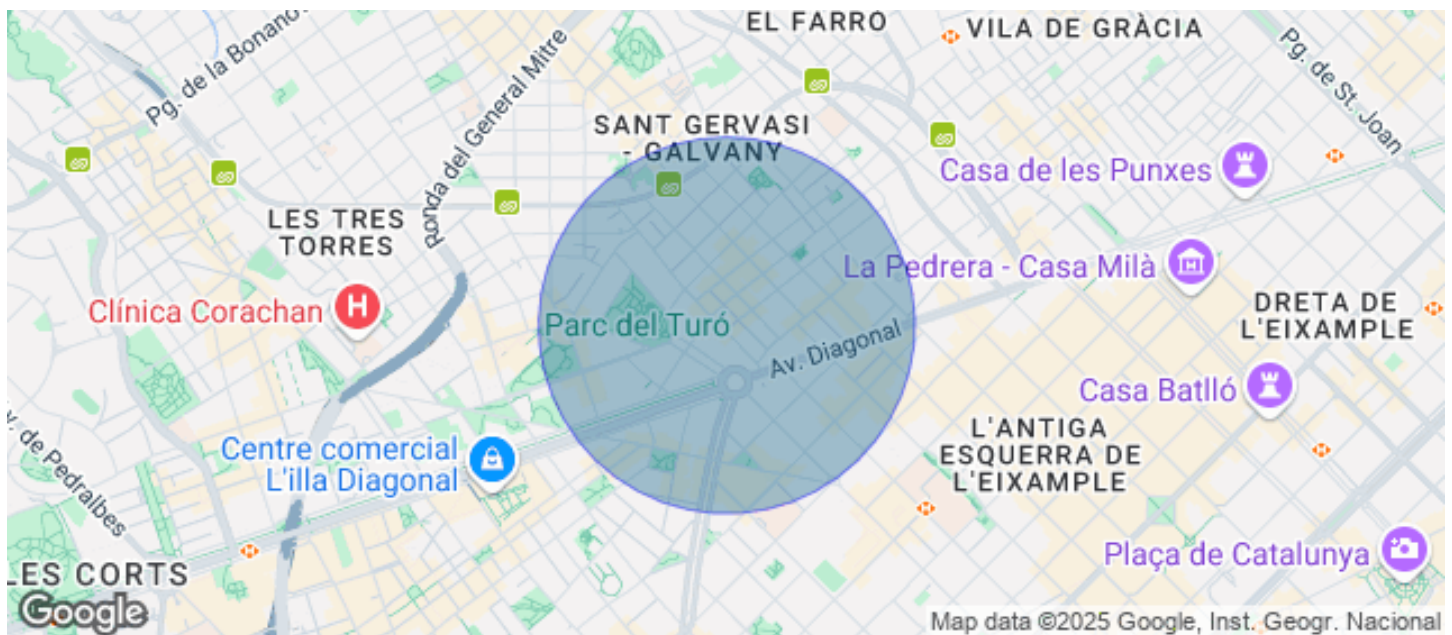 EL FARRO
VILA DE GRÀCIA
Pg. de la Bonanov
Ronda del General Mitre
Pg. de St. Joan
SANT GERVASI
- GALVANY
Casa de les Punxes
LES TRES
TORRES
La Pedrera - Casa Milà
Clínica Corachan
H
DRETA DE
L'EIXAMPLE
Parc del Turó
Av. Diagonal
Casa Batlló
Centre comercial
L'illa Diagonal
L'ANTIGA
ESQUERRA DE
L'EIXAMPLE
v. de Pedralbes
Plaça de Catalunya
LES CORTS
Google
Map data ©2025 Google, Inst. Geogr. Nacional